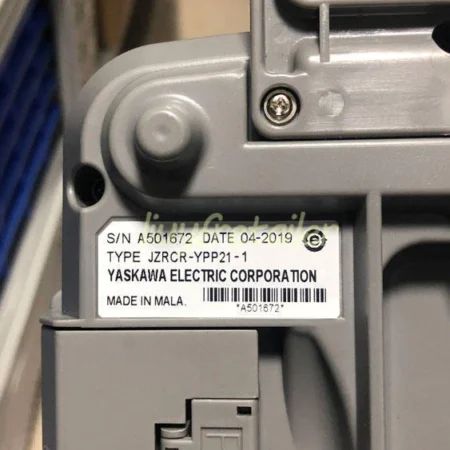 S/N A501672 DATE 04-2019
TYPE JZRCR-YPP21-1
YASKAWA ELECTRIC CORPORATION
MADE IN MALA.
*A501672*